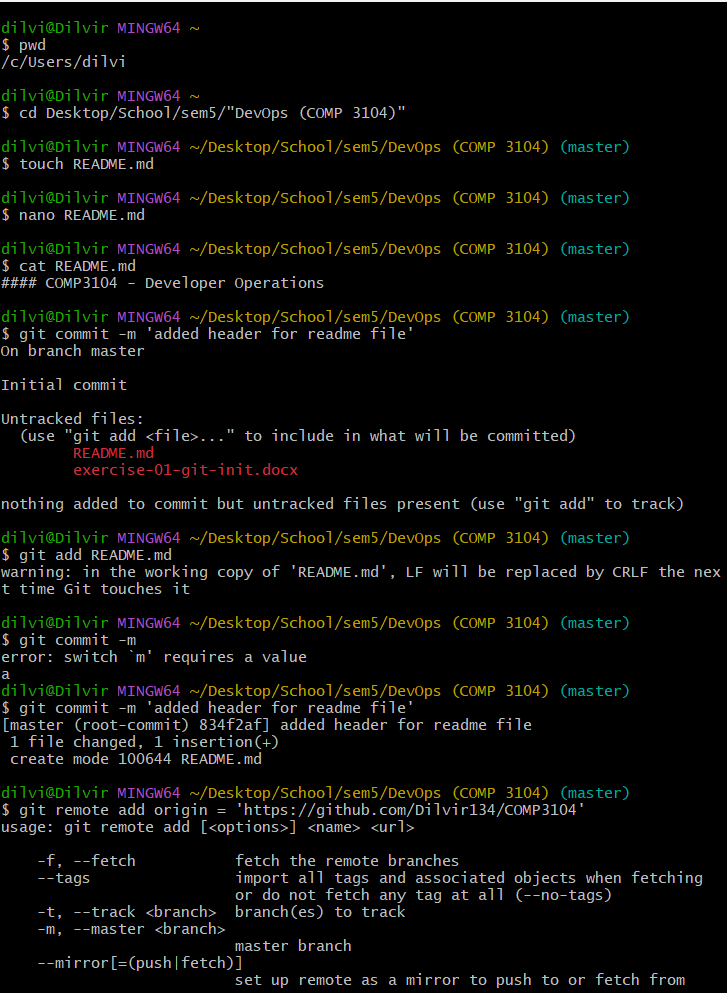 dilvi@Dilvir MINGW64 ~
$ pwd
/c/Users/dilvi
dilvi@Dilvir MINGW64 ~
$ cd Desktop/School/sem5/"DevOps (COMP 3104)"
dilvi@Dilvir MINGW64 ~/Desktop/School/sem5/DevOps (COMP 3104) (master)
$ touch README.md
dilvi@Dilvir MINGW64 ~/Desktop/School/sem5/DevOps (COMP 3104) (master)
$ nano README.md
dilvi@Dilvir MINGW64 ~/Desktop/School/sem5/DevOps (COMP 3104) (master)
$ cat README.md
#### COMP3104 - Developer Operations
dilvi@Dilvir MINGW64 ~/Desktop/School/sem5/DevOps (COMP 3104) (master)
$ git commit -m 'added header for readme file'
On branch master
Initial commit
Untracked files:
  (use "git add <file>..." to include in what will be committed)
        README.md
        exercise-01-git-init.docx
nothing added to commit but untracked files present (use "git add" to track)
dilvi@Dilvir MINGW64 ~/Desktop/School/sem5/DevOps (COMP 3104) (master)
$ git add README.md
warning: in the working copy of 'README.md', LF will be replaced by CRLF the nex
t time Git touches it
dilvi@Dilvir MINGW64 ~/Desktop/School/sem5/DevOps (COMP 3104) (master)
$ git commit -m
error: switch `m' requires a value
a
dilvi@Dilvir MINGW64 ~/Desktop/School/sem5/DevOps (COMP 3104) (master)
$ git commit -m 'added header for readme file'
[master (root-commit) 834f2af] added header for readme file
 1 file changed, 1 insertion(+)
 create mode 100644 README.md
dilvi@Dilvir MINGW64 ~/Desktop/School/sem5/DevOps (COMP 3104) (master)
$ git remote add origin = 'https://github.com/Dilvir134/COMP3104'
usage: git remote add [<options>] <name> <url>
    -f, --fetch           fetch the remote branches
    --tags                import all tags and associated objects when fetching
                          or do not fetch any tag at all (--no-tags)
    -t, --track <branch>  branch(es) to track
    -m, --master <branch>
                          master branch
    --mirror[=(push|fetch)]
                          set up remote as a mirror to push to or fetch from